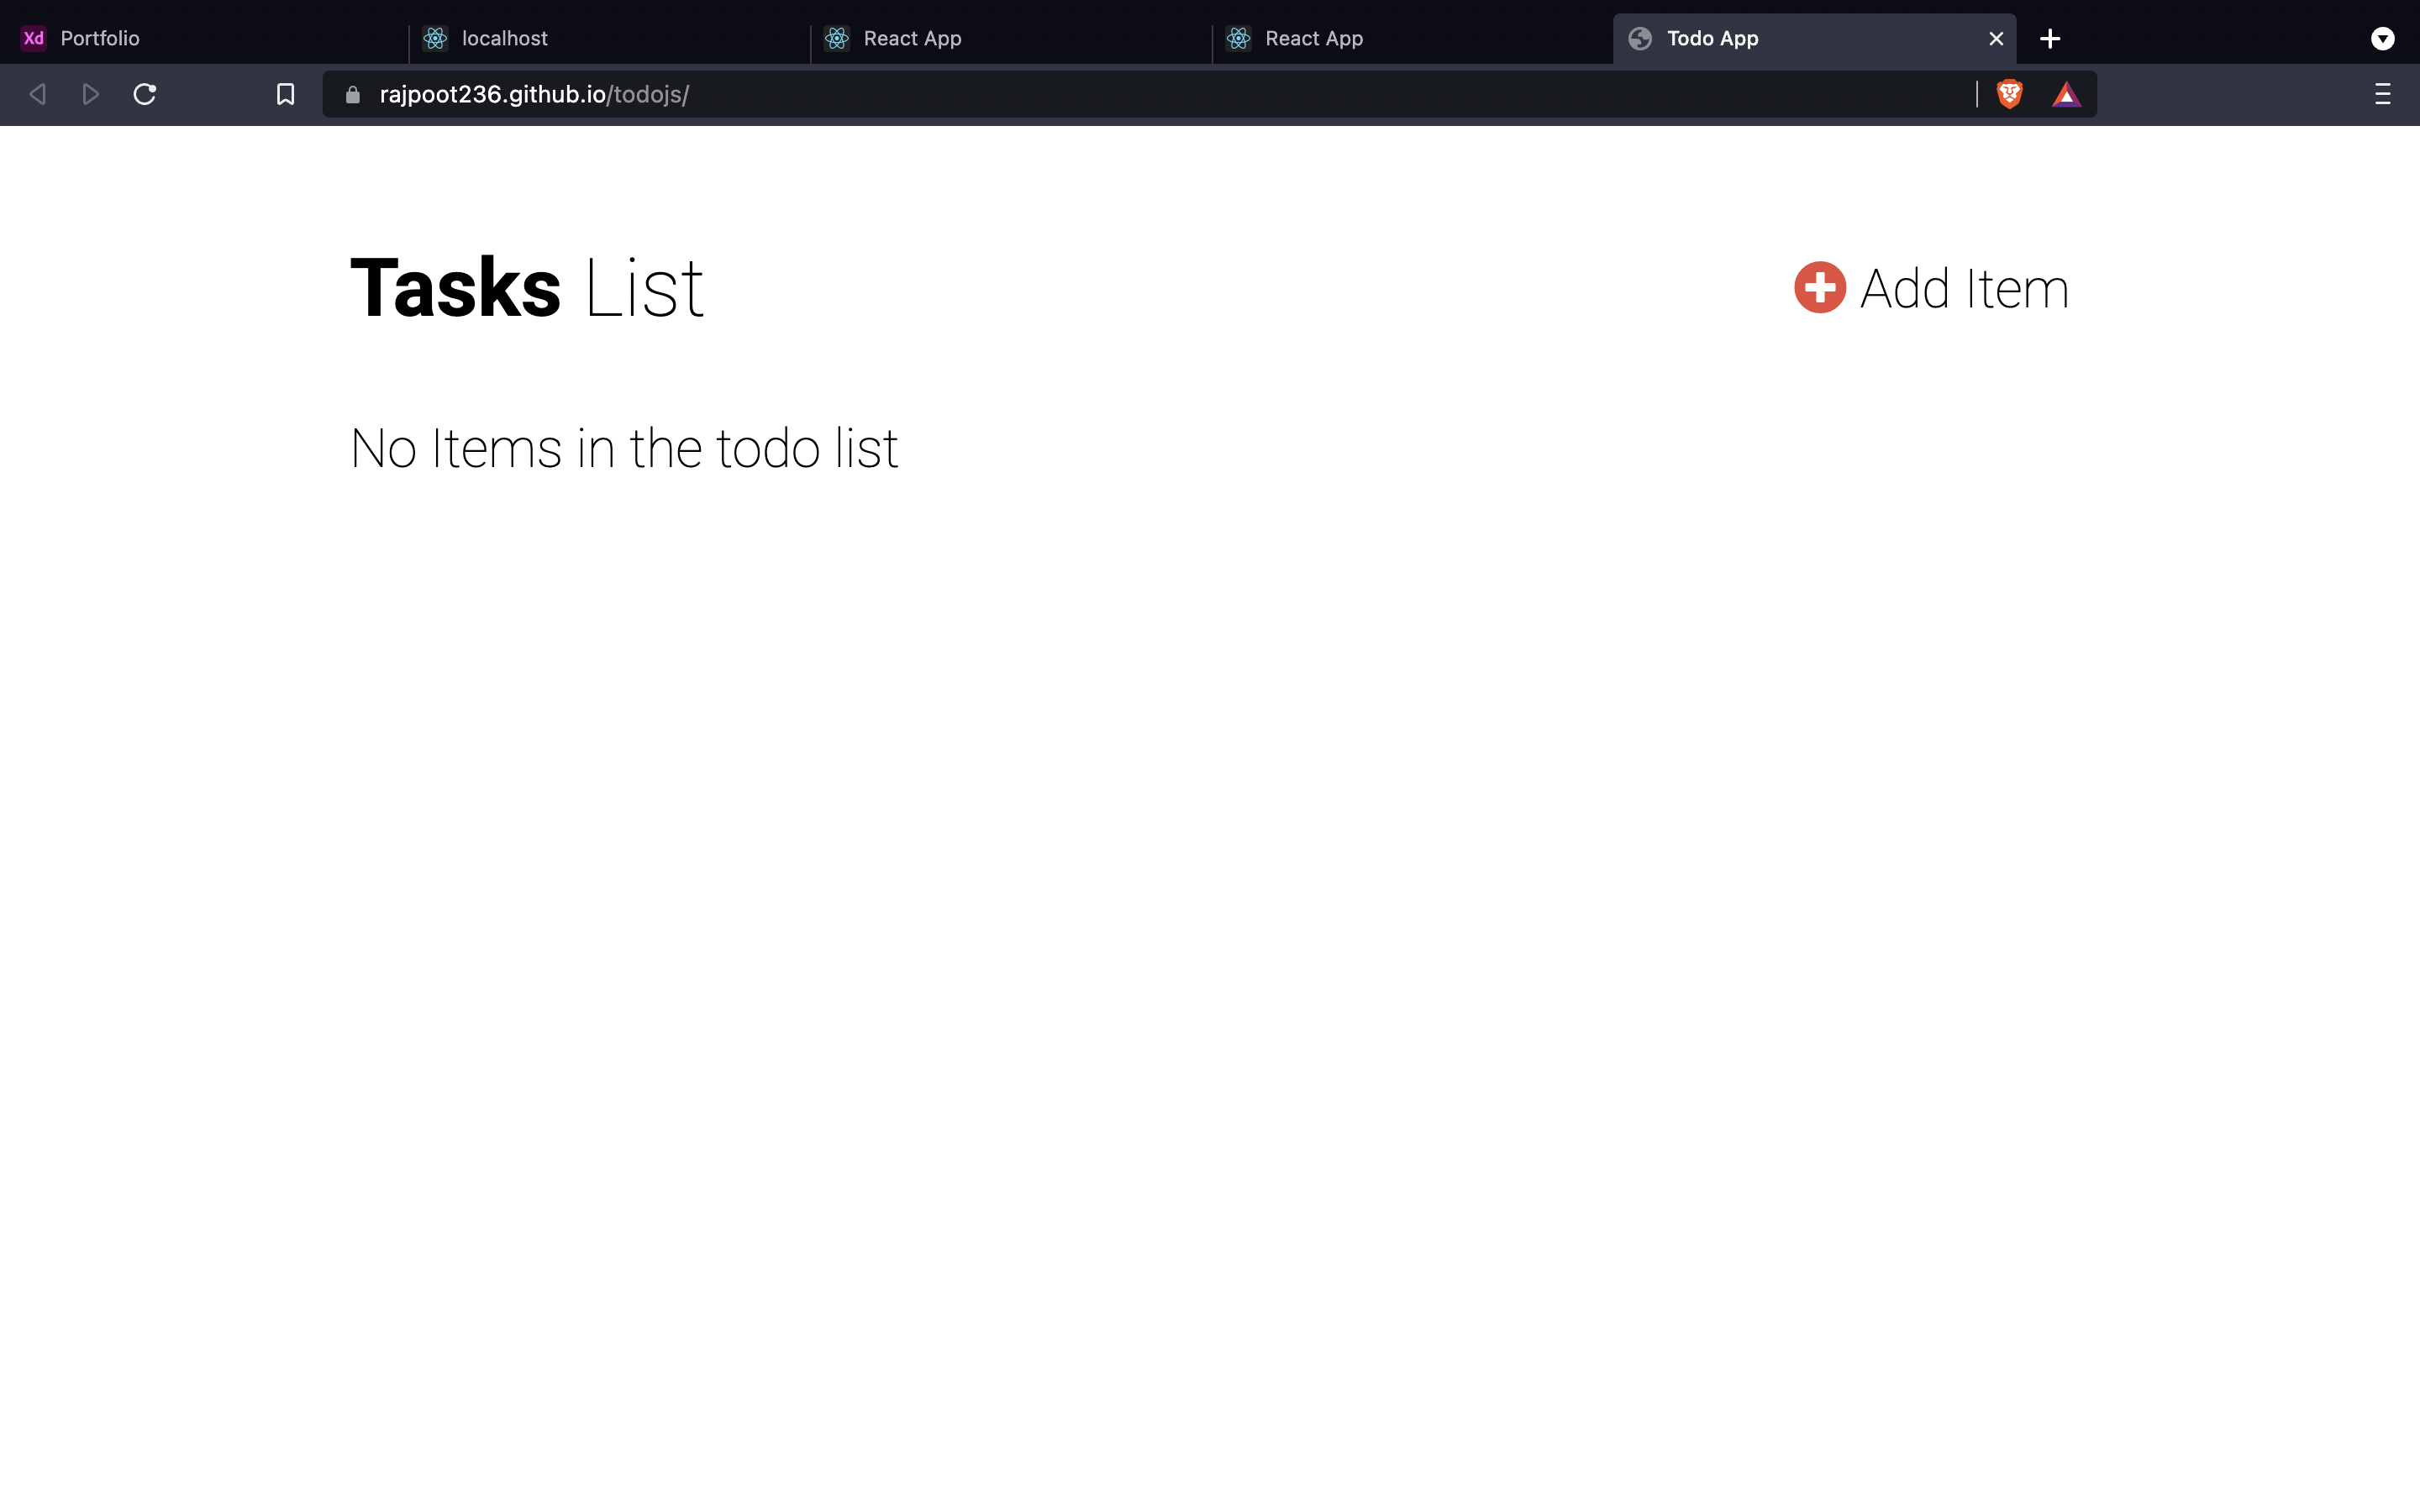 Xd Portfolio
localhost
React App
React App
Todo App
rajpoot236.github.io/todojs/
Tasks List
Add Item
No Items in the todo list